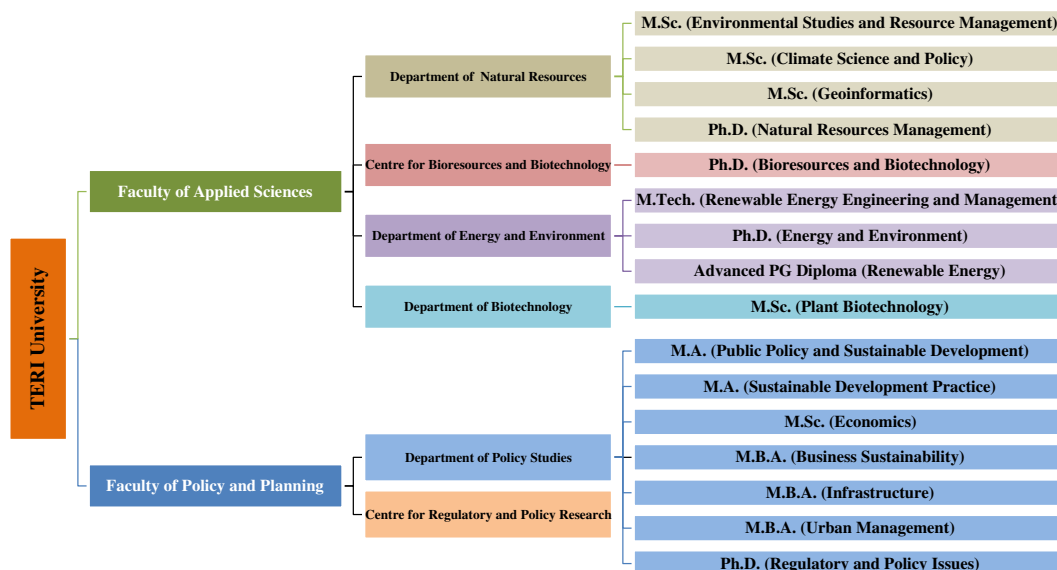 TERI University
Faculty of Applied Sciences
Department of Natural Resources
M.Sc. (Environmental Studies and Resource Management)
M.Sc. (Climate Science and Policy)
M.Sc. (Geoinformatics)
Ph.D. (Natural Resources Management)
Centre for Bioresources and Biotechnology
Ph.D. (Bioresources and Biotechnology)
Department of Energy and Environment
M.Tech. (Renewable Energy Engineering and Management
Ph.D. (Energy and Environment)
Advanced PG Diploma (Renewable Energy)
Department of Biotechnology
M.Sc. (Plant Biotechnology)
Faculty of Policy and Planning
Department of Policy Studies
M.A. (Public Policy and Sustainable Development)
M.A. (Sustainable Development Practice)
M.Sc. (Economics)
M.B.A. (Business Sustainability)
M.B.A. (Infrastructure)
M.B.A. (Urban Management)
Ph.D. (Regulatory and Policy Issues)
Centre for Regulatory and Policy Research